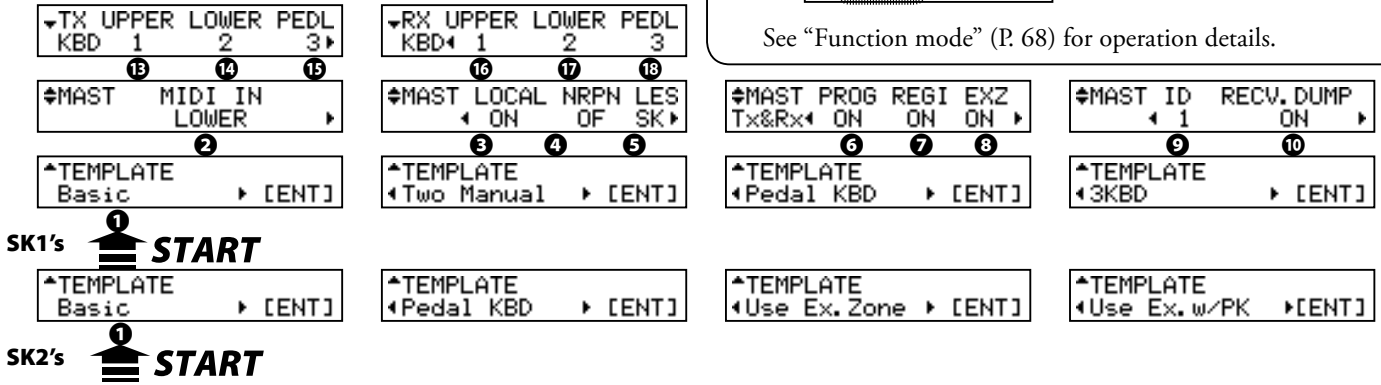 TX UPPER LOWER PEDL
KBD 1 2 3
⓭ ⓮ ⓯
RX UPPER LOWER PEDL
KBD 1 2 3
⓰ ⓱ ⓲
See “Function mode” (P. 68) for operation details.
MAST MIDI IN
LOWER
❷
MAST LOCAL NRPN LES
ON OF SK
❸ ❹ ❺
MAST PROG REGI EXZ
Tx&Rx ON ON ON
❻ ❼ ❽
MAST ID RECV.DUMP
1 ON
❾ ❿
TEMPLATE
Basic [ENT]
❶
TEMPLATE
Two Manual [ENT]
TEMPLATE
Pedal KBD [ENT]
TEMPLATE
3KBD [ENT]
SK1's START
TEMPLATE
Basic [ENT]
❶
TEMPLATE
Pedal KBD [ENT]
TEMPLATE
Use Ex.Zone [ENT]
TEMPLATE
Use Ex.w/PK [ENT]
SK2's START